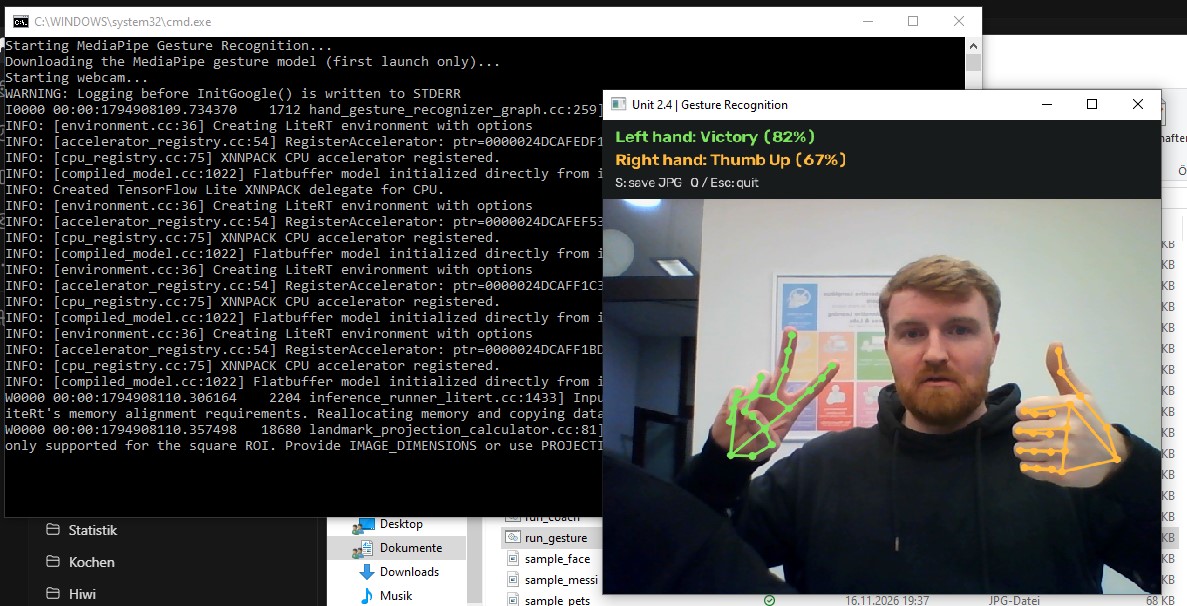 C:\WINDOWS\system32\cmd.exe
Starting MediaPipe Gesture Recognition...
Downloading the MediaPipe gesture model (first launch only)...
Starting webcam...
WARNING: Logging before InitGoogle() is written to STDERR
I0000 00:00:1794908109.734370    1712 hand_gesture_recognizer_graph.cc:259]
INFO: [environment.cc:36] Creating LiteRT environment with options
INFO: [accelerator_registry.cc:54] RegisterAccelerator: ptr=0000024DCAFEDF1
INFO: [cpu_registry.cc:75] XNNPACK CPU accelerator registered.
INFO: [compiled_model.cc:1022] Flatbuffer model initialized directly from i
INFO: Created TensorFlow Lite XNNPACK delegate for CPU.
INFO: [environment.cc:36] Creating LiteRT environment with options
INFO: [accelerator_registry.cc:54] RegisterAccelerator: ptr=0000024DCAFEEF53
INFO: [cpu_registry.cc:75] XNNPACK CPU accelerator registered.
INFO: [compiled_model.cc:1022] Flatbuffer model initialized directly from i
INFO: [environment.cc:36] Creating LiteRT environment with options
INFO: [accelerator_registry.cc:54] RegisterAccelerator: ptr=0000024DCAFF1C3
INFO: [cpu_registry.cc:75] XNNPACK CPU accelerator registered.
INFO: [compiled_model.cc:1022] Flatbuffer model initialized directly from i
INFO: [environment.cc:36] Creating LiteRT environment with options
INFO: [accelerator_registry.cc:54] RegisterAccelerator: ptr=0000024DCAFF1BD
INFO: [cpu_registry.cc:75] XNNPACK CPU accelerator registered.
INFO: [compiled_model.cc:1022] Flatbuffer model initialized directly from i
W0000 00:00:1794908110.306164    2204 inference_runner_litert.cc:1433] Inpu
iteRt's memory alignment requirements. Reallocating memory and copying data
W0000 00:00:1794908110.357498   18680 landmark_projection_calculator.cc:81]
only supported for the square ROI. Provide IMAGE_DIMENSIONS or use PROJECTI
Unit 2.4 | Gesture Recognition
Left hand: Victory (82%)
Right hand: Thumb Up (67%)
S: save JPG   Q / Esc: quit
Statistik
Kochen
Hiwi
Desktop
Dokumente
Downloads
Musik
run_coach
run_gesture
sample_face
sample_messi
sample_pets
16.11.2026 19:37
JPG-Datei
68 KB